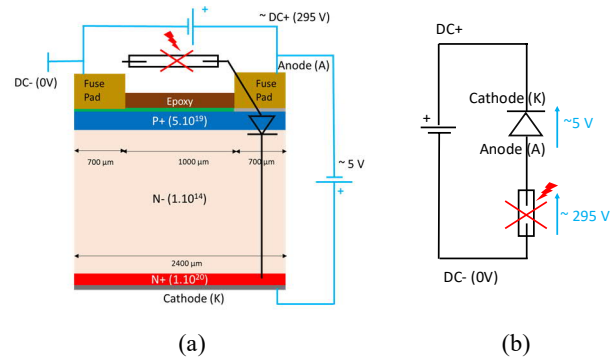 ~ DC+ (295 V)
DC- (0V)
Anode (A)
Fuse
Pad
Epoxy
Fuse
Pad
P+ (5.10¹⁹)
700 µm
1000 µm
700 µm
~ 5 V
N- (1.10¹⁴)
2400 µm
N+ (1.10²⁰)
Cathode (K)
(a)
DC+
Cathode (K)
~5 V
Anode (A)
~ 295 V
DC- (0V)
(b)